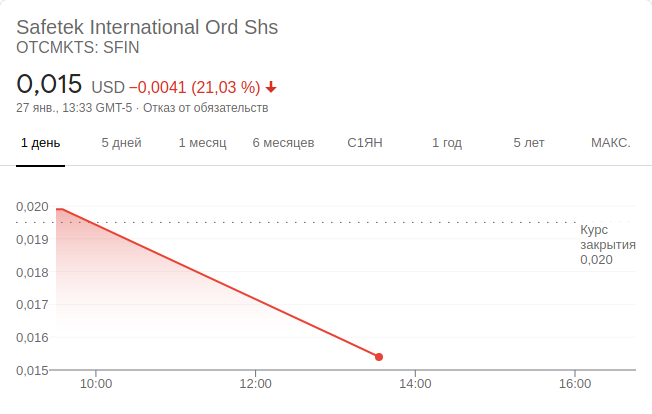 Safetek International Ord Shs
OTCMKTS: SFIN
0,015 USD −0,0041 (21,03 %)
27 янв., 13:33 GMT-5 · Отказ от обязательств
1 день 5 дней 1 месяц 6 месяцев С1ЯН 1 год 5 лет МАКС.
0,020
0,019
0,018
0,017
0,016
0,015
Курс
закрытия
0,020
10:00 12:00 14:00 16:00